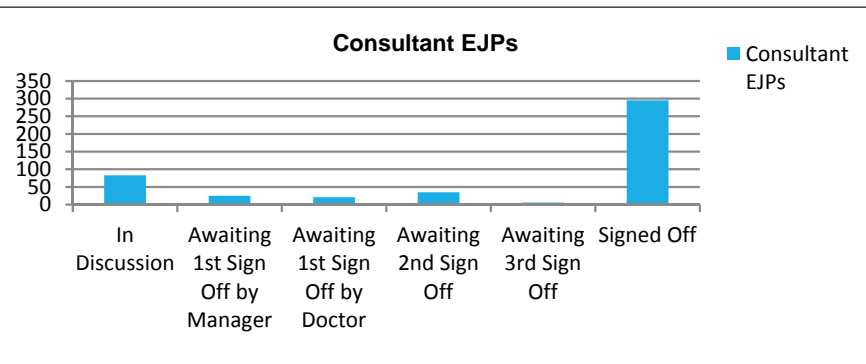 Consultant EJPs
Consultant
EJPs
350
300
250
200
150
100
50
0
In
Discussion
Awaiting
1st Sign
Off by
Manager
Awaiting
1st Sign
Off by
Doctor
Awaiting
2nd Sign
Off
Awaiting
3rd Sign
Off
Signed Off